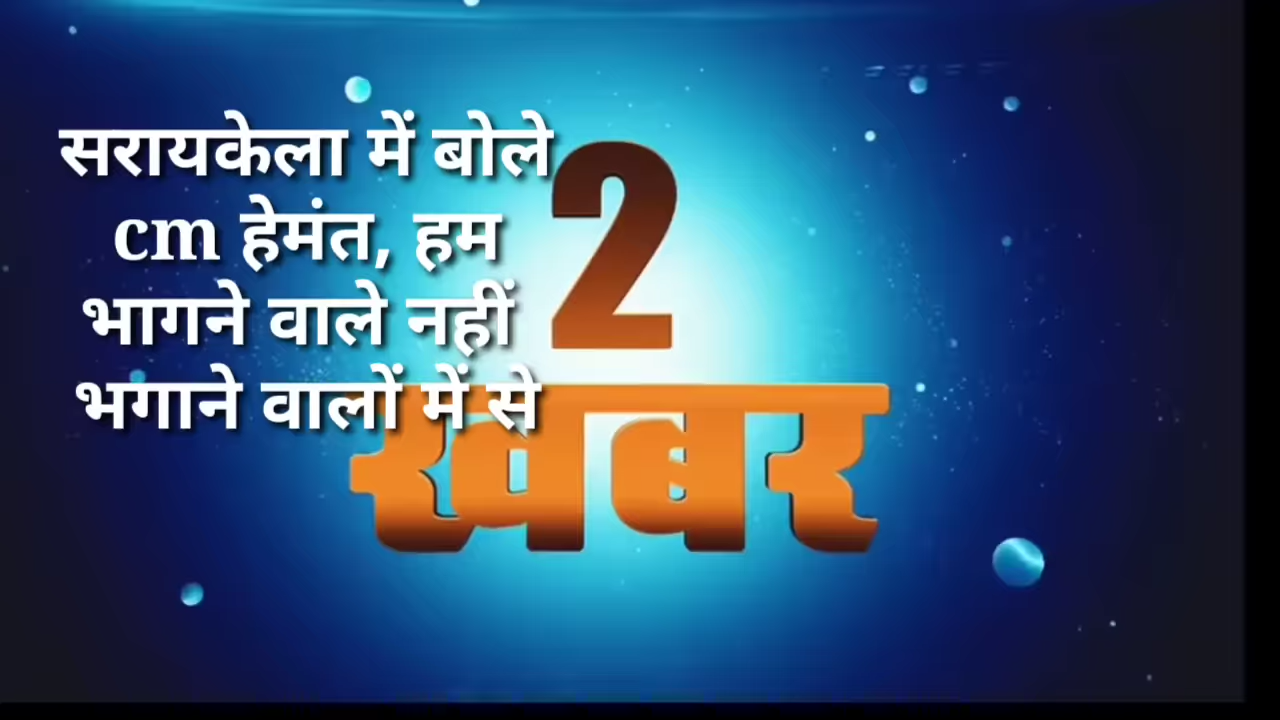 सरायकेला में बोले
cm हेमंत, हम
भागने वाले नहीं
भगाने वालों में से
2
खबर